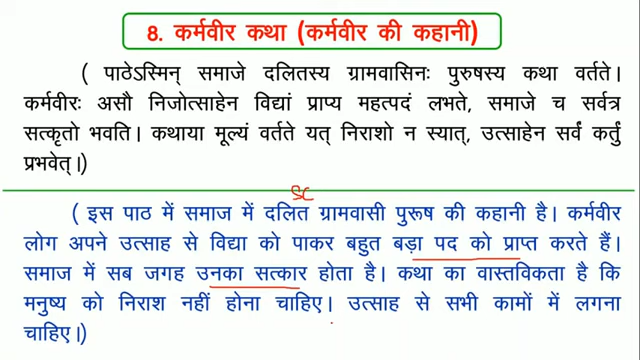 8. कर्मवीर कथा (कर्मवीर की कहानी)
( पाठेऽस्मिन् समाजे दलितस्य ग्रामवासिनः पुरुषस्य कथा वर्तते।
कर्मवीरः असौ निजोत्साहेन विद्यां प्राप्य महत्पदं लभते, समाजे च सर्वत्र
सत्कृतो भवति। कथाया मूल्यं वर्तते यत् निराशो न स्यात्, उत्साहेन सर्वं कर्तुं
प्रभवेत्।)
SC
( इस पाठ में समाज में दलित ग्रामवासी पुरूष की कहानी है। कर्मवीर
लोग अपने उत्साह से विद्या को पाकर बहुत बड़ा पद को प्राप्त करते हैं।
समाज में सब जगह उनका सत्कार होता है। कथा का वास्तविकता है कि
मनुष्य को निराश नहीं होना चाहिए। उत्साह से सभी कामों में लगना
चाहिए।)